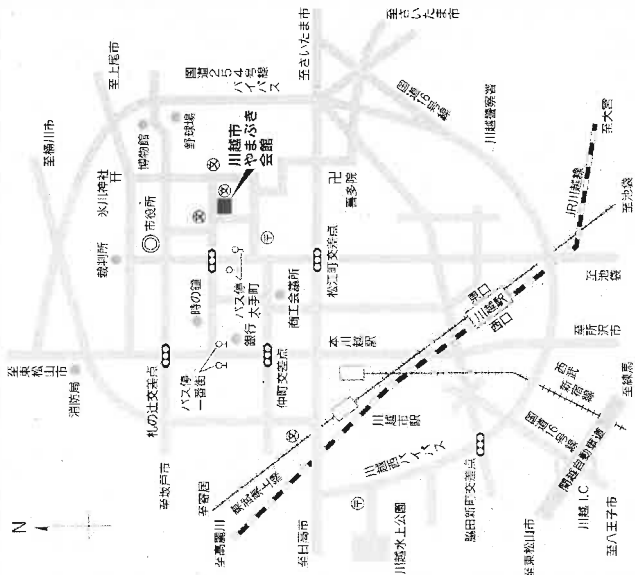 N
至東松山市
消防局
至桶川市
裁判所
氷川神社
市役所
至上尾市
博物館
野球場
国道254号線
バイパス
至さいたま市
至さいたま市
国道16号線
川越警察署
川越市
やまぶき
会館
喜多院
札の辻交差点
時の鐘
バス停
一番街
バス停
大手町
銀行
仲町交差点
商工会議所
松江町交差点
本川越駅
川越市駅
川越駅
東口
西口
JR川越線
至大宮
至池袋
至池袋
至所沢市
至練馬
西武
新宿線
国道16号線
関越自動車道
川越I.C
至八王子市
至東松山市
脇田新町交差点
川越西バイパス
川越水上公園
至日高市
至高麗川
東武東上線
至寄居
至坂戸市